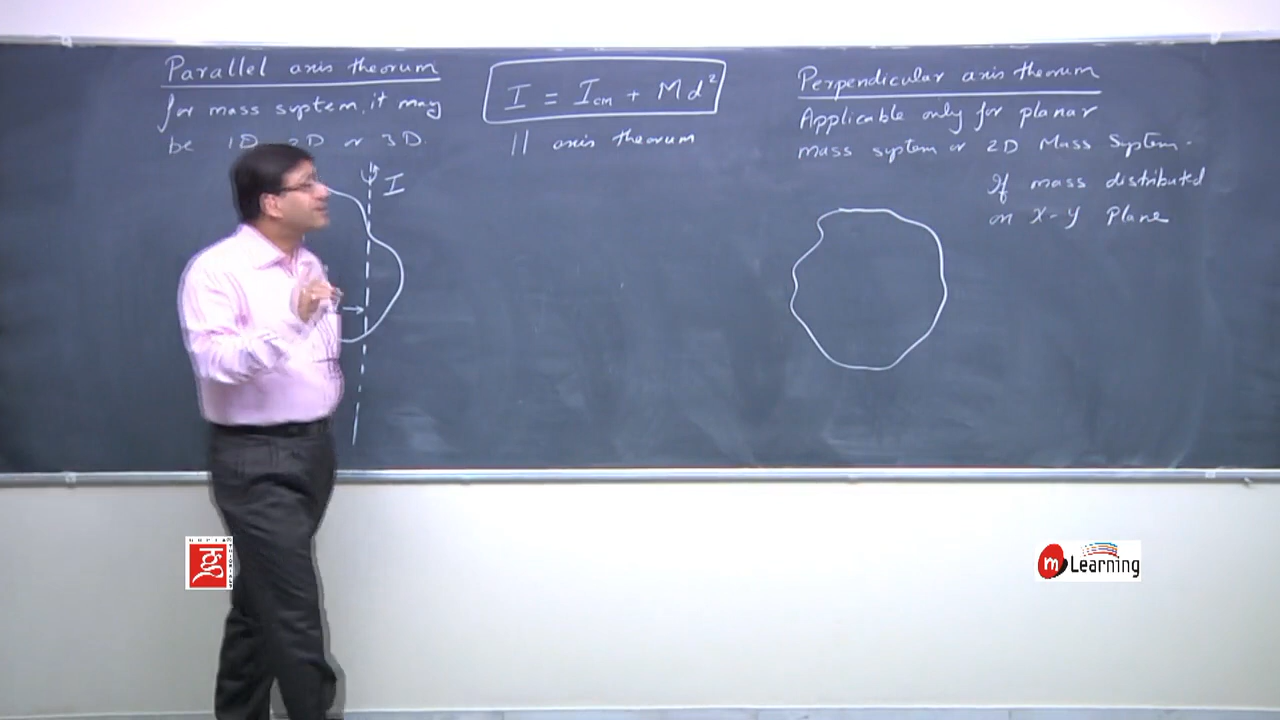 Parallel axis theorum
for mass system, it may
be 1D 2D or 3D.
I
I = Icm + Md²
|| axis theorum
Perpendicular axis theorum
Applicable only for planar
mass system or 2D Mass System.
If mass distributed
on X-Y Plane
TUTORIALS
m Learning